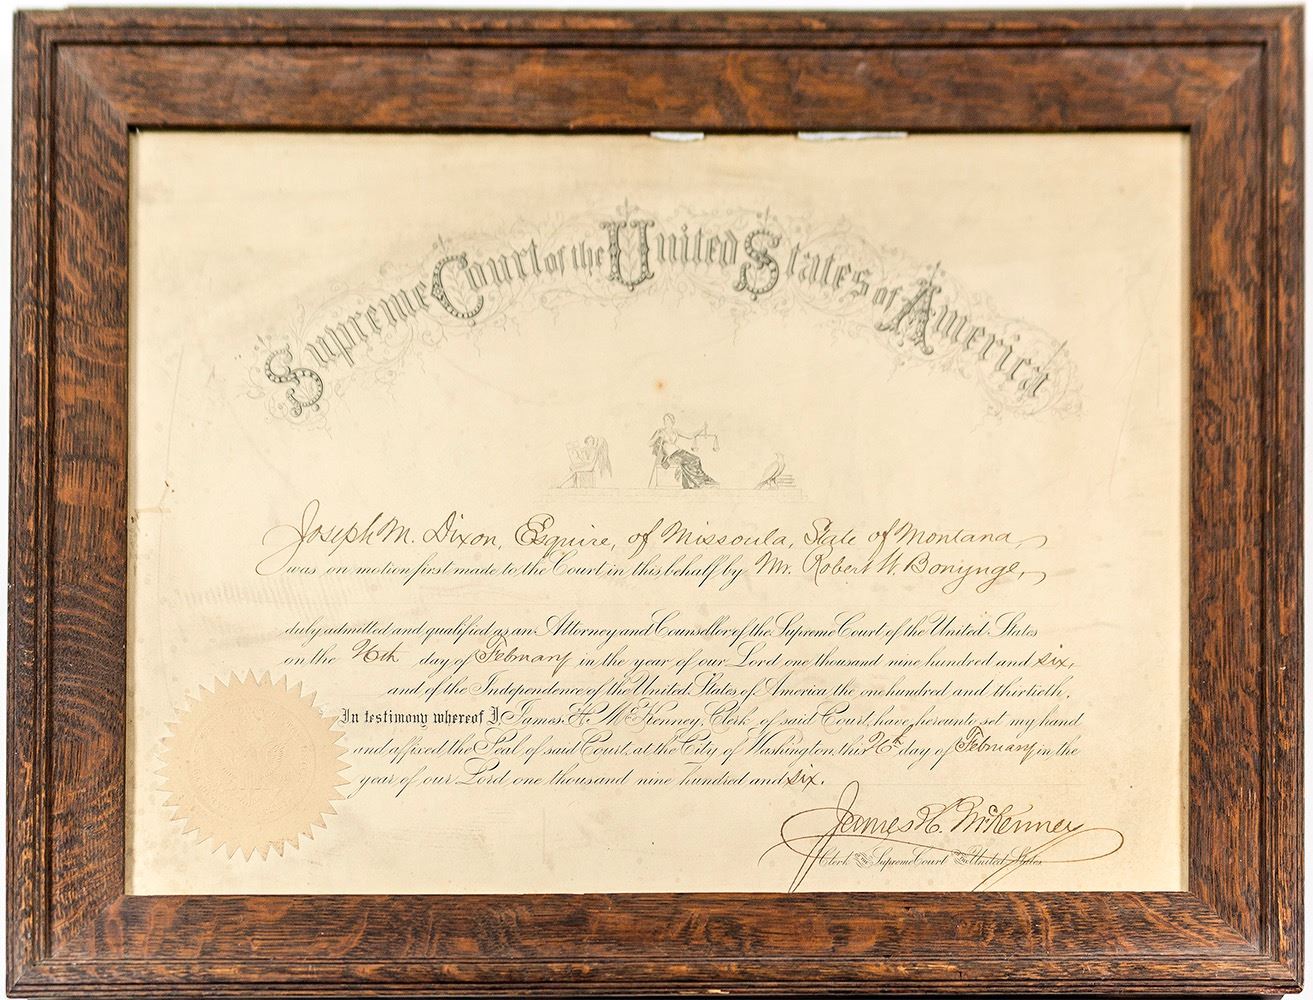 Supreme Court of the United States of America
Joseph M. Dixon, Esquire, of Missoula, State of Montana,
was on motion first made to the Court in this behalf by Mr. Robert W. Bonynge,
duly admitted and qualified as an Attorney and Counsellor of the Supreme Court of the United States
on the 26th day of February in the year of our Lord one thousand nine hundred and six,
and of the Independence of the United States of America the one hundred and thirtieth.
In testimony whereof I, James H. McKenney, Clerk of said Court, have hereunto set my hand
and affixed the Seal of said Court, at the City of Washington, this 26th day of February in the
year of our Lord one thousand nine hundred and six.
James H. McKenney
Clerk of the Supreme Court of the United States